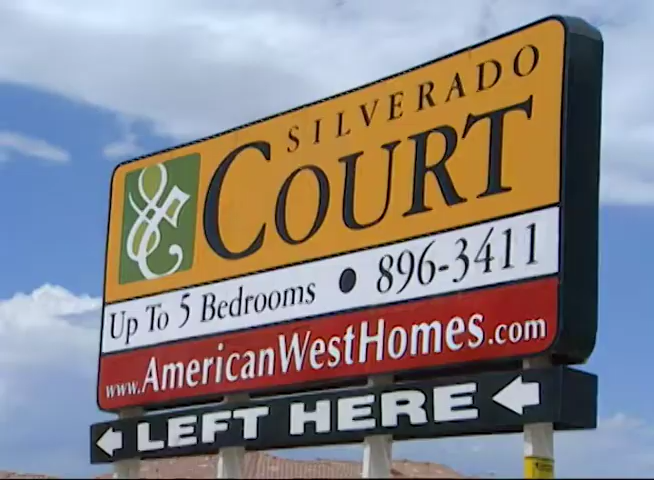 SILVERADO
COURT
Up To 5 Bedrooms • 896-3411
www.AmericanWestHomes.com
LEFT HERE